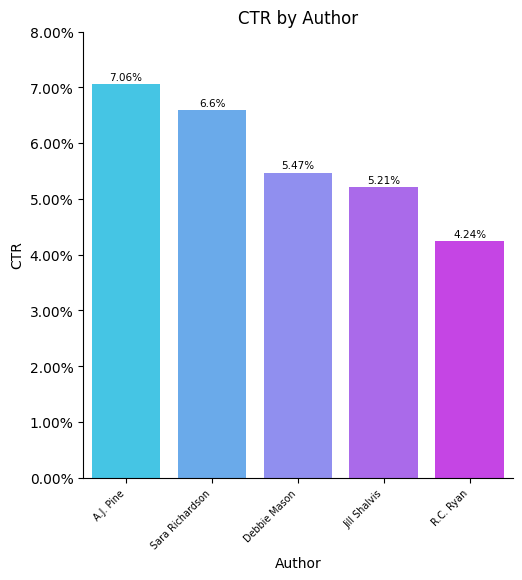 CTR by Author
8.00%
7.00%
6.00%
5.00%
4.00%
3.00%
2.00%
1.00%
0.00%
CTR
7.06%
6.6%
5.47%
5.21%
4.24%
A.J. Pine
Sara Richardson
Debbie Mason
Jill Shalvis
R.C. Ryan
Author